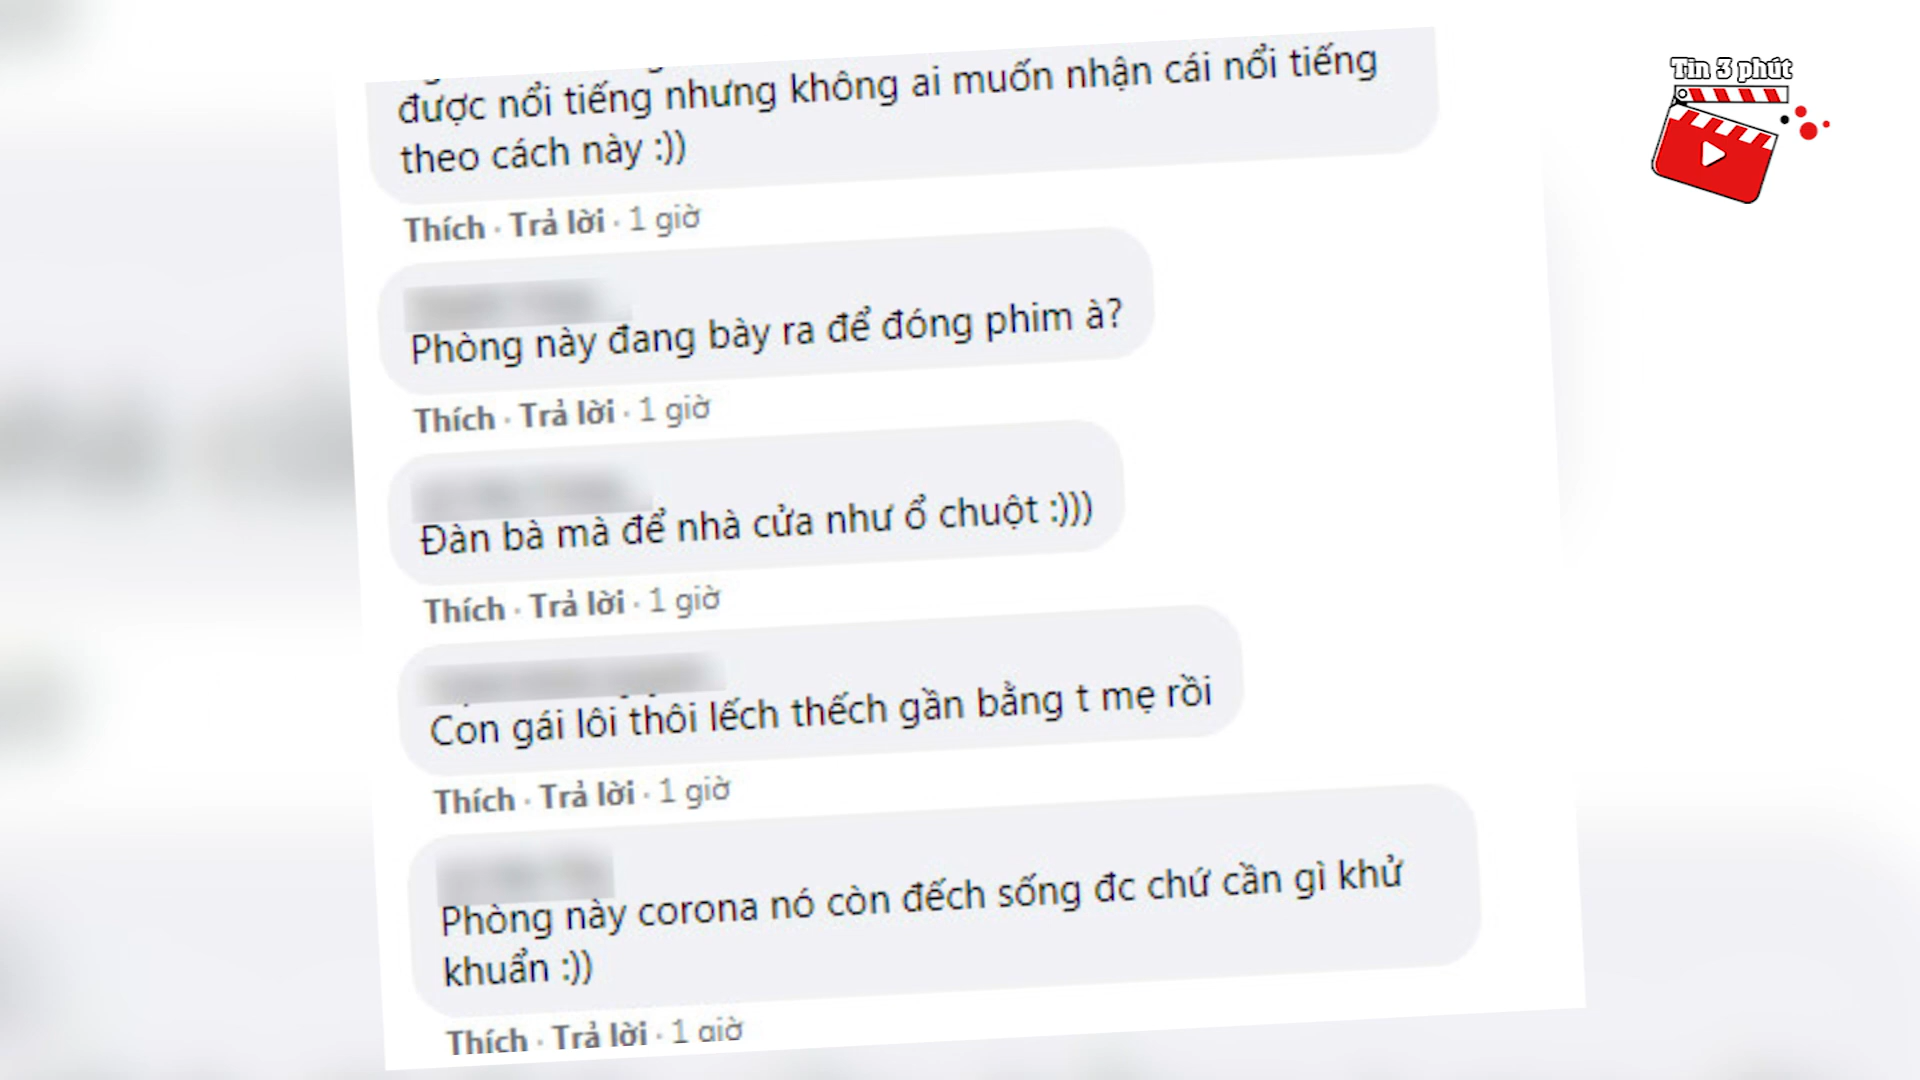 Tin 3 phút
được nổi tiếng nhưng không ai muốn nhận cái nổi tiếng
theo cách này :))
Thích · Trả lời · 1 giờ
Phòng này đang bày ra để đóng phim à?
Thích · Trả lời · 1 giờ
Đàn bà mà để nhà cửa như ổ chuột :)))
Thích · Trả lời · 1 giờ
Con gái lôi thôi lếch thếch gần bằng t mẹ rồi
Thích · Trả lời · 1 giờ
Phòng này corona nó còn đếch sống đc chứ cần gì khử
khuẩn :))
Thích · Trả lời · 1 giờ